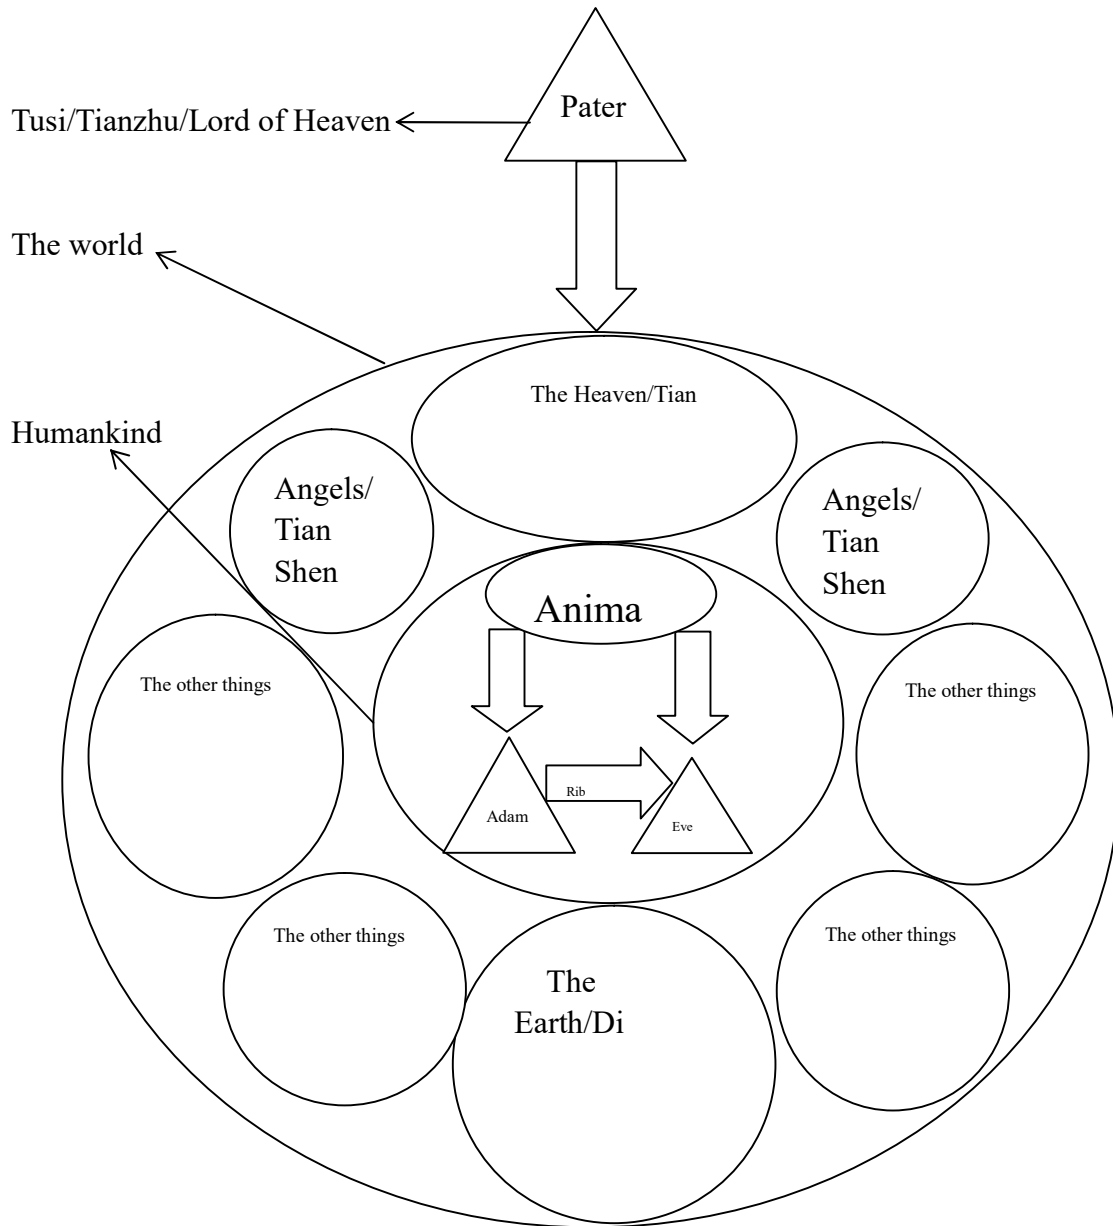 Pater
Tusi/Tianzhu/Lord of Heaven
The world
The Heaven/Tian
Humankind
Angels/
Tian
Shen
Angels/
Tian
Shen
Anima
The other things
The other things
Rib
Adam
Eve
The other things
The other things
The
Earth/Di